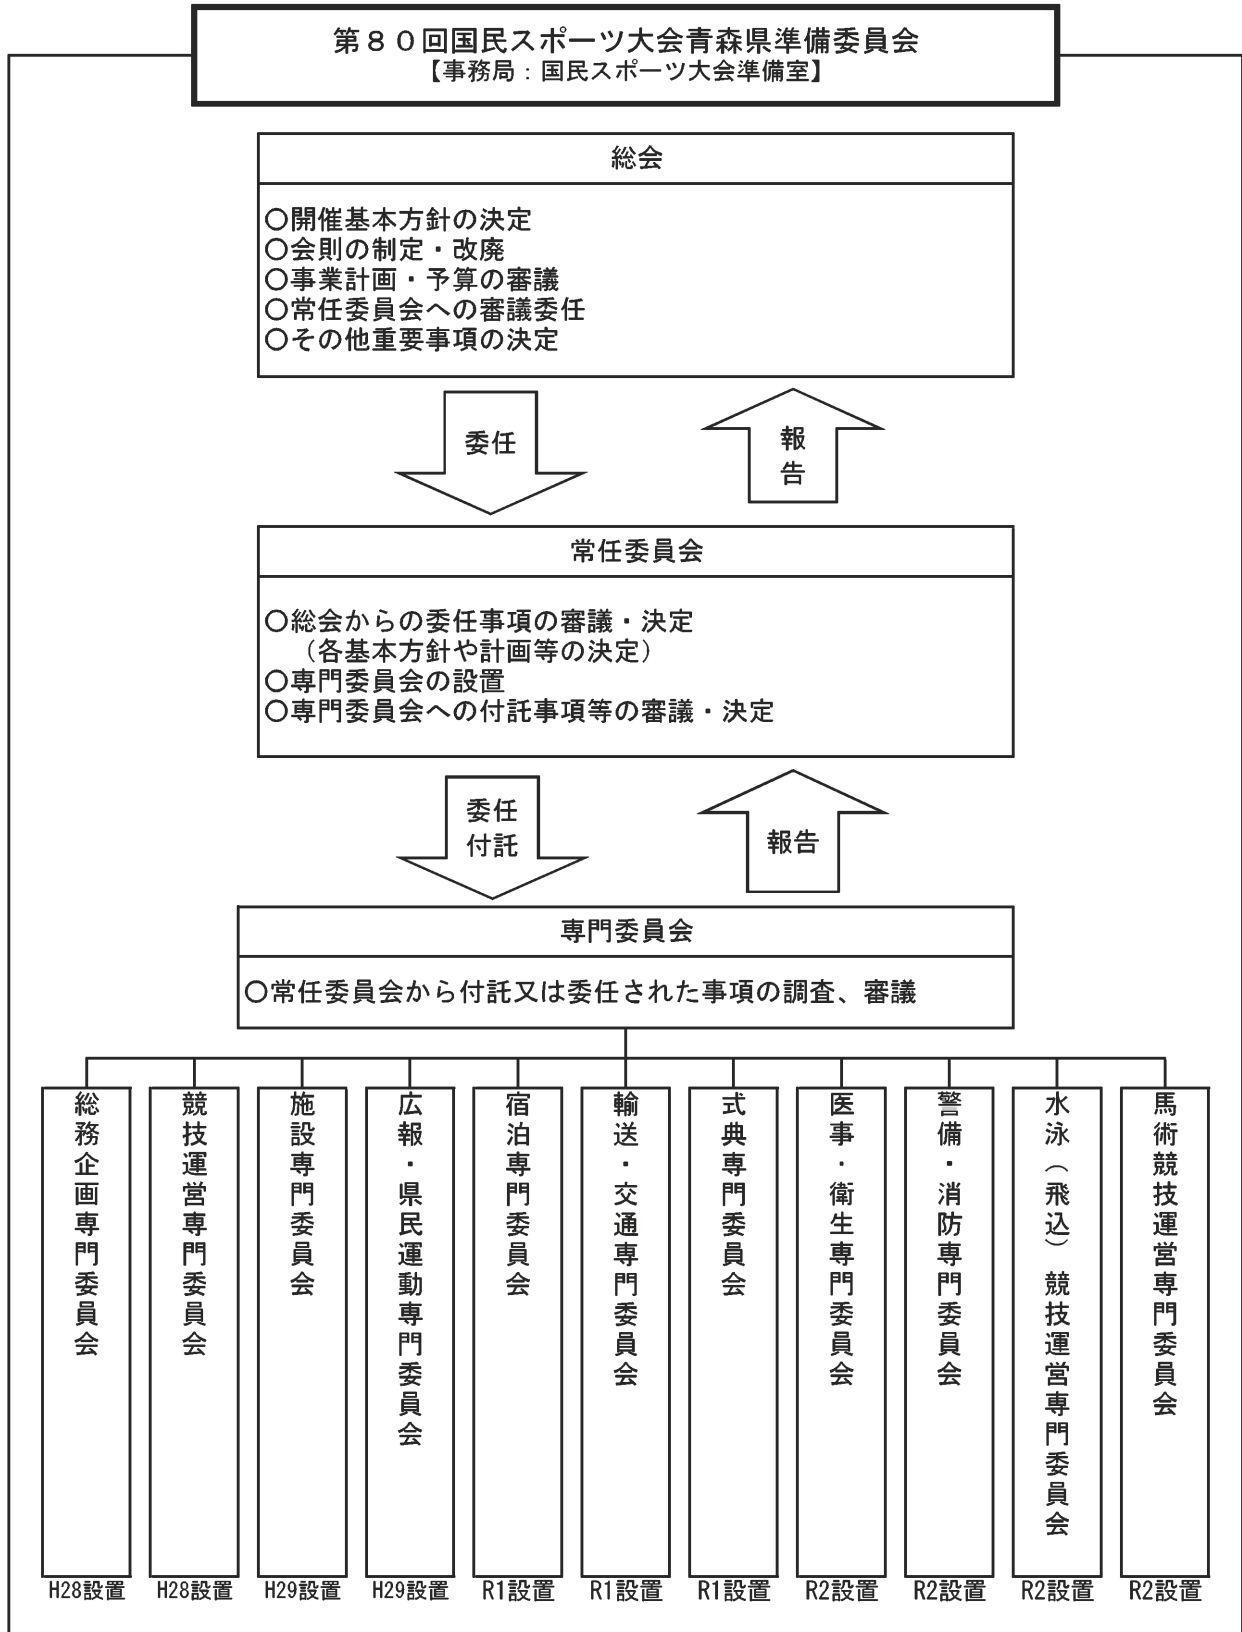 第８０回国民スポーツ大会青森県準備委員会
【事務局：国民スポーツ大会準備室】
総会
○開催基本方針の決定
○会則の制定・改廃
○事業計画・予算の審議
○常任委員会への審議委任
○その他重要事項の決定
委任
報告
常任委員会
○総会からの委任事項の審議・決定
（各基本方針や計画等の決定）
○専門委員会の設置
○専門委員会への付託事項等の審議・決定
委任
付託
報告
専門委員会
○常任委員会から付託又は委任された事項の調査、審議
総務企画専門委員会
競技運営専門委員会
施設専門委員会
広報・県民運動専門委員会
宿泊専門委員会
輸送・交通専門委員会
式典専門委員会
医事・衛生専門委員会
警備・消防専門委員会
水泳（飛込）競技運営専門委員会
馬術競技運営専門委員会
H28設置
H28設置
H29設置
H29設置
R1設置
R1設置
R1設置
R2設置
R2設置
R2設置
R2設置